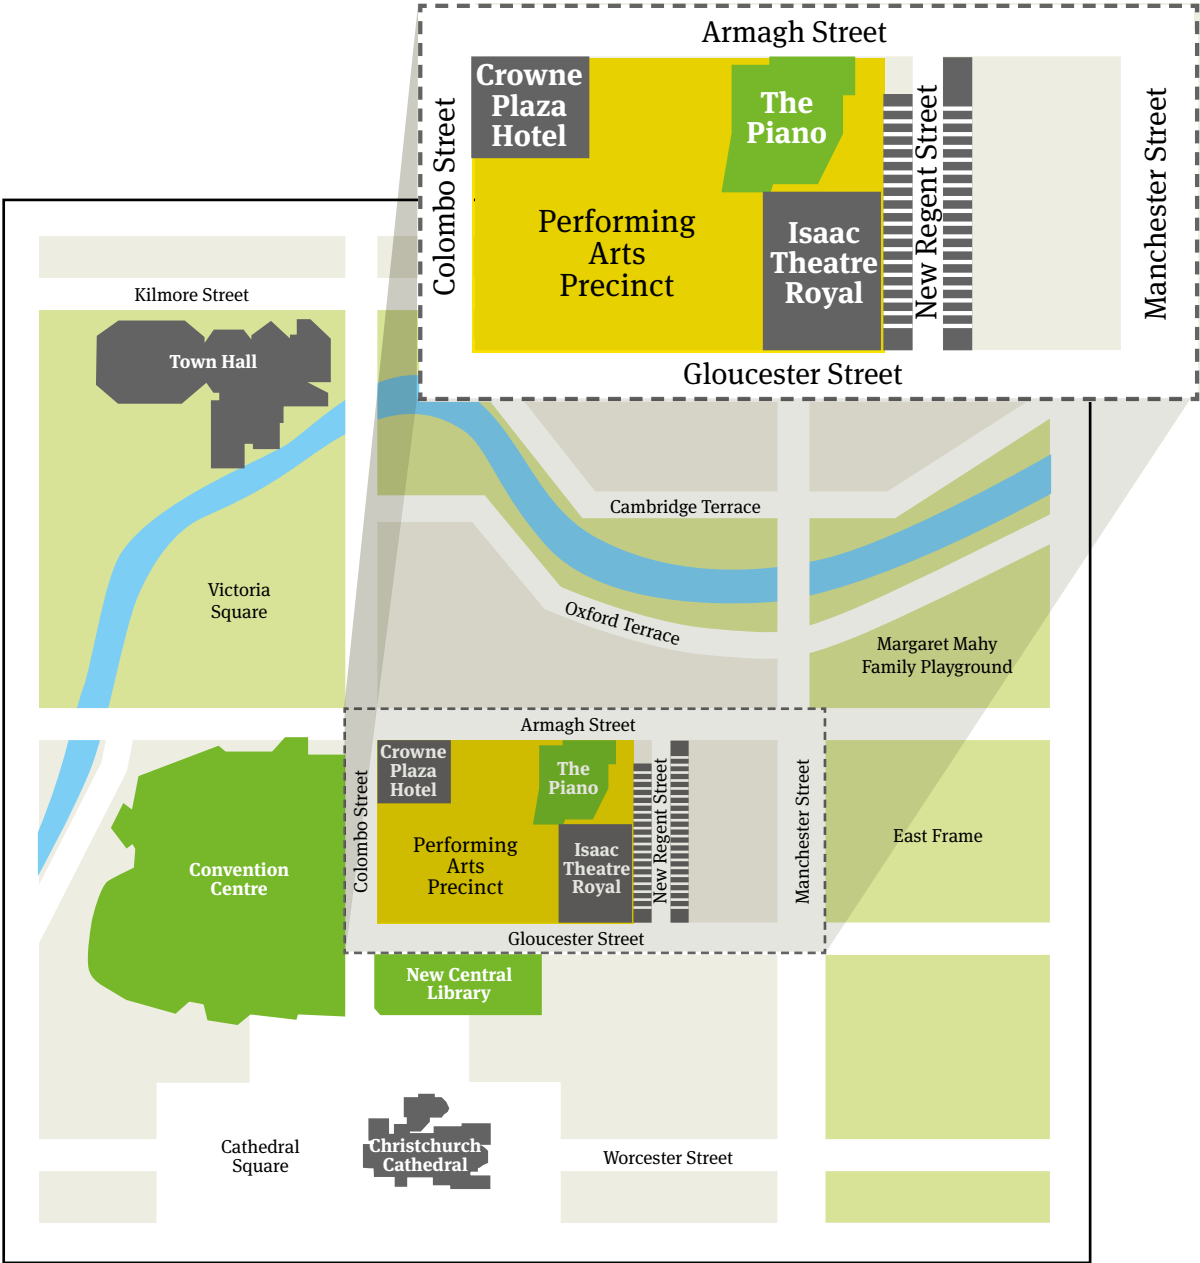 Armagh Street
Crowne
Plaza
Hotel
The
Piano
Colombo Street
New Regent Street
Manchester Street
Performing
Arts
Precinct
Isaac
Theatre
Royal
Gloucester Street
Kilmore Street
Town Hall
Cambridge Terrace
Victoria
Square
Oxford Terrace
Margaret Mahy
Family Playground
Armagh Street
Crowne
Plaza
Hotel
The
Piano
Colombo Street
New Regent Street
Manchester Street
Performing
Arts
Precinct
Isaac
Theatre
Royal
East Frame
Convention
Centre
Gloucester Street
New Central
Library
Cathedral
Square
Christchurch
Cathedral
Worcester Street